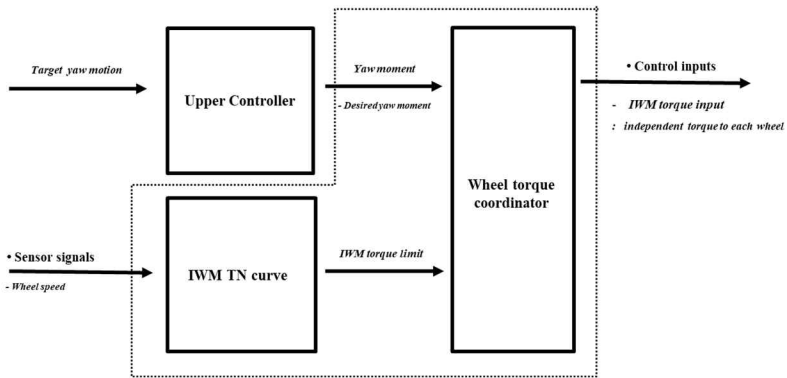 Target yaw motion
Upper Controller
Yaw moment
- Desired yaw moment
Wheel torque
coordinator
• Control inputs
- IWM torque input
: independent torque to each wheel
• Sensor signals
- Wheel speed
IWM TN curve
IWM torque limit